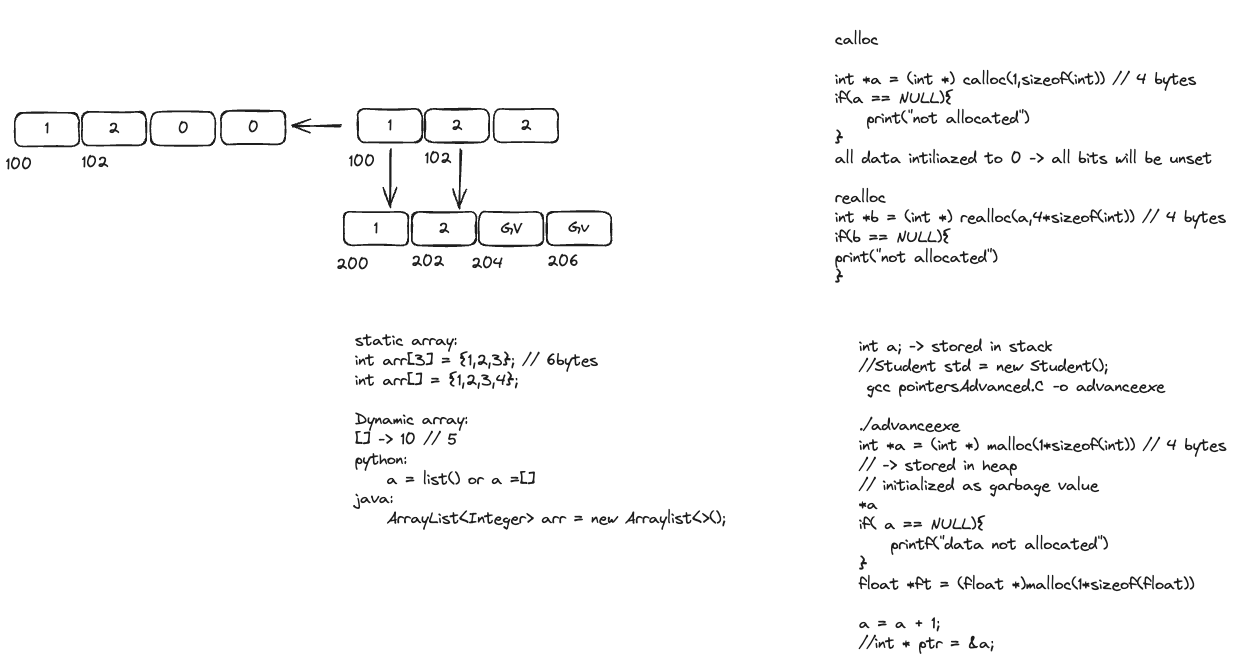 1 2 0 0
100 102
1 2 2
100 102
1 2 GV GV
200 202 204 206
static array:
int arr[3] = {1,2,3}; // 6bytes
int arr[] = {1,2,3,4};
Dynamic array:
[] -> 10 // 5
python:
a = list() or a =[]
java:
ArrayList<Integer> arr = new Arraylist<>();
calloc
int *a = (int *) calloc(1,sizeof(int)) // 4 bytes
if(a == NULL){
print("not allocated")
}
all data intiliazed to 0 -> all bits will be unset
realloc
int *b = (int *) realloc(a,4*sizeof(int)) // 4 bytes
if(b == NULL){
print("not allocated")
}
int a; -> stored in stack
//Student std = new Student();
gcc pointersAdvanced.C -o advanceexe
./advanceexe
int *a = (int *) malloc(1*sizeof(int)) // 4 bytes
// -> stored in heap
// initialized as garbage value
*a
if( a == NULL){
printf("data not allocated")
}
float *ft = (float *)malloc(1*sizeof(float))
a = a + 1;
//int * ptr = &a;